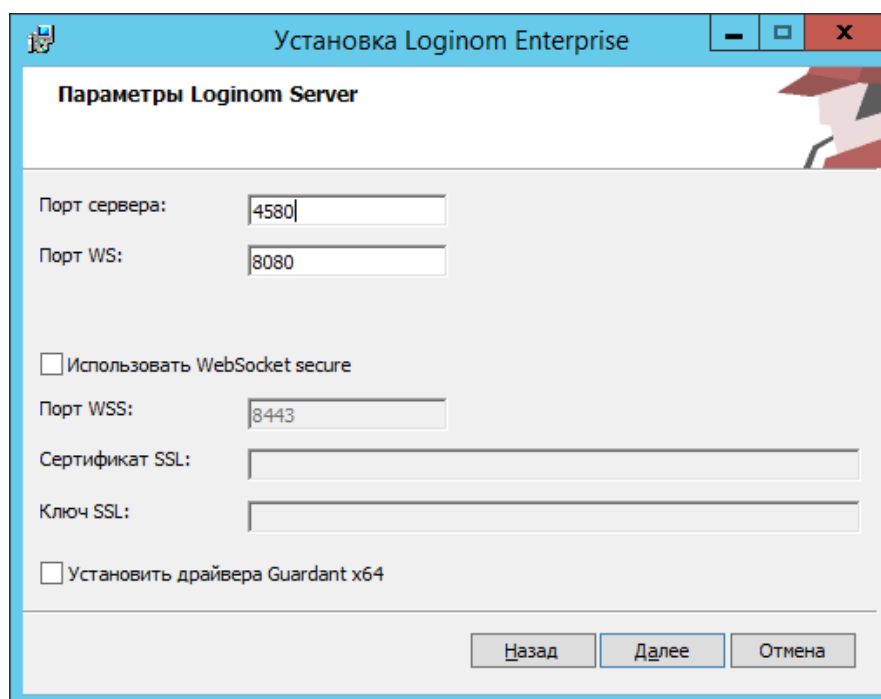 Установка Loginom Enterprise
Параметры Loginom Server
Порт сервера: 4580
Порт WS: 8080
Использовать WebSocket secure
Порт WSS: 8443
Сертификат SSL:
Ключ SSL:
Установить драйвера Guardant x64
Назад Далее Отмена